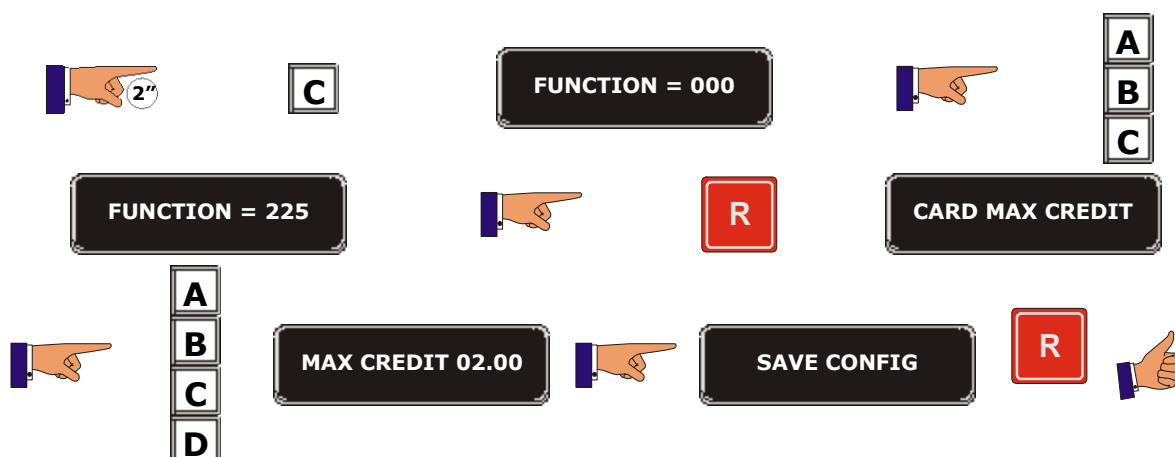 2”
C
FUNCTION = 000
A
B
C
FUNCTION = 225
R
CARD MAX CREDIT
A
B
C
D
MAX CREDIT 02.00
SAVE CONFIG
R